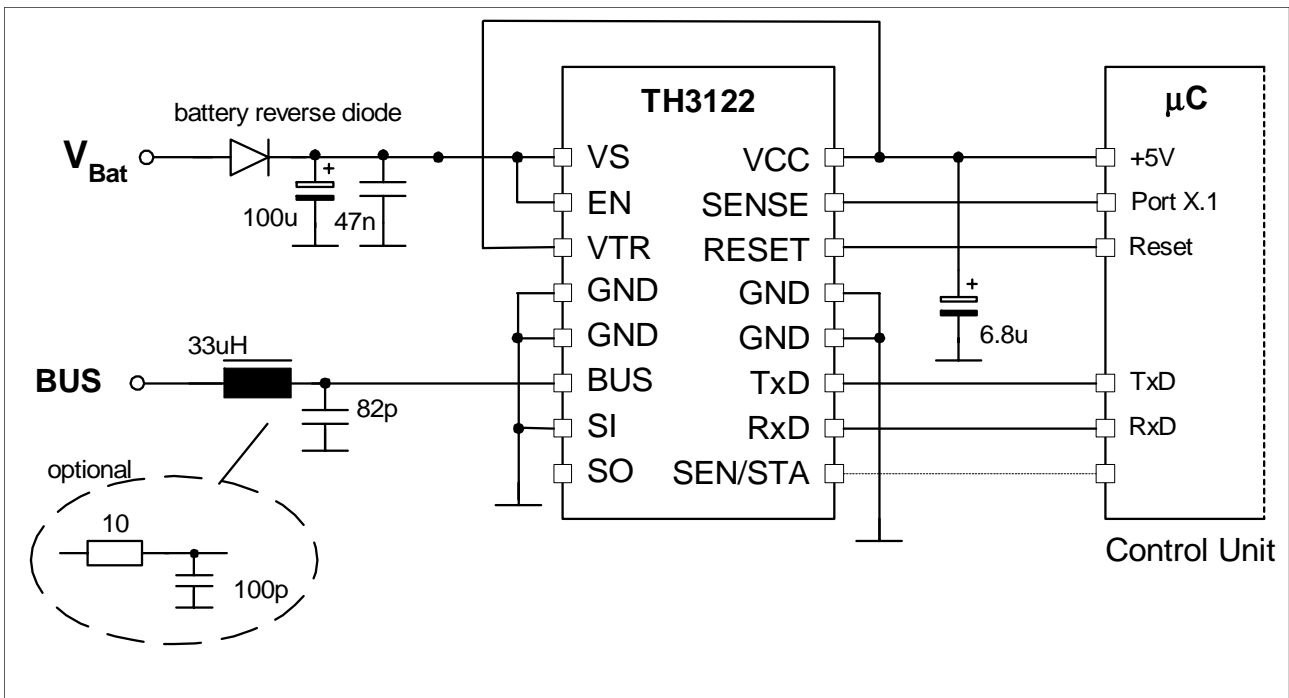 TH3122
μC
battery reverse diode
VBat
+
100u
47n
VS
EN
VTR
GND
GND
BUS
SI
SO
VCC
SENSE
RESET
GND
GND
TxD
RxD
SEN/STA
+
6.8u
+5V
Port X.1
Reset
TxD
RxD
Control Unit
BUS
33uH
82p
optional
10
100p